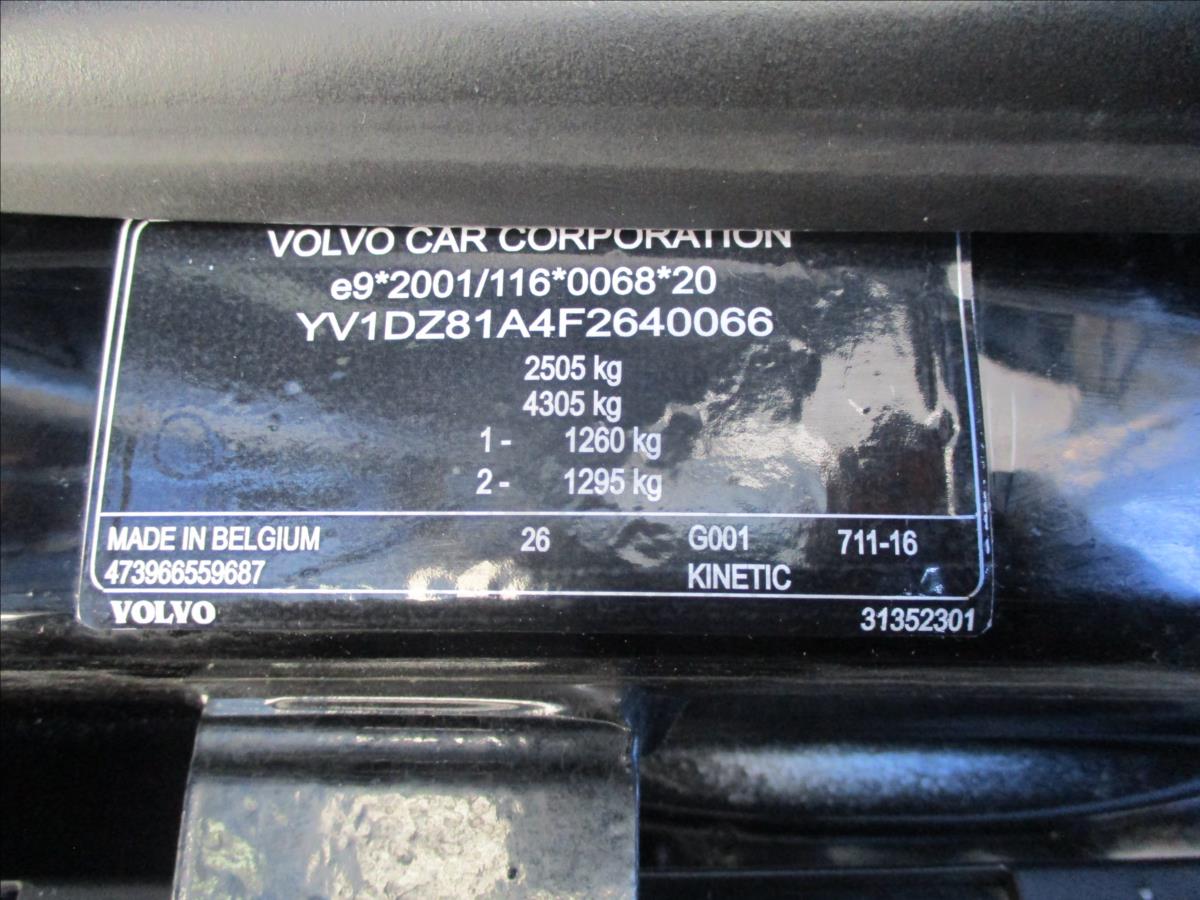 VOLVO CAR CORPORATION
e9*2001/116*0068*20
YV1DZ81A4F2640066
2505 kg
4305 kg
1 - 1260 kg
2 - 1295 kg
MADE IN BELGIUM 26 G001 711-16
473966559687 KINETIC
VOLVO 31352301